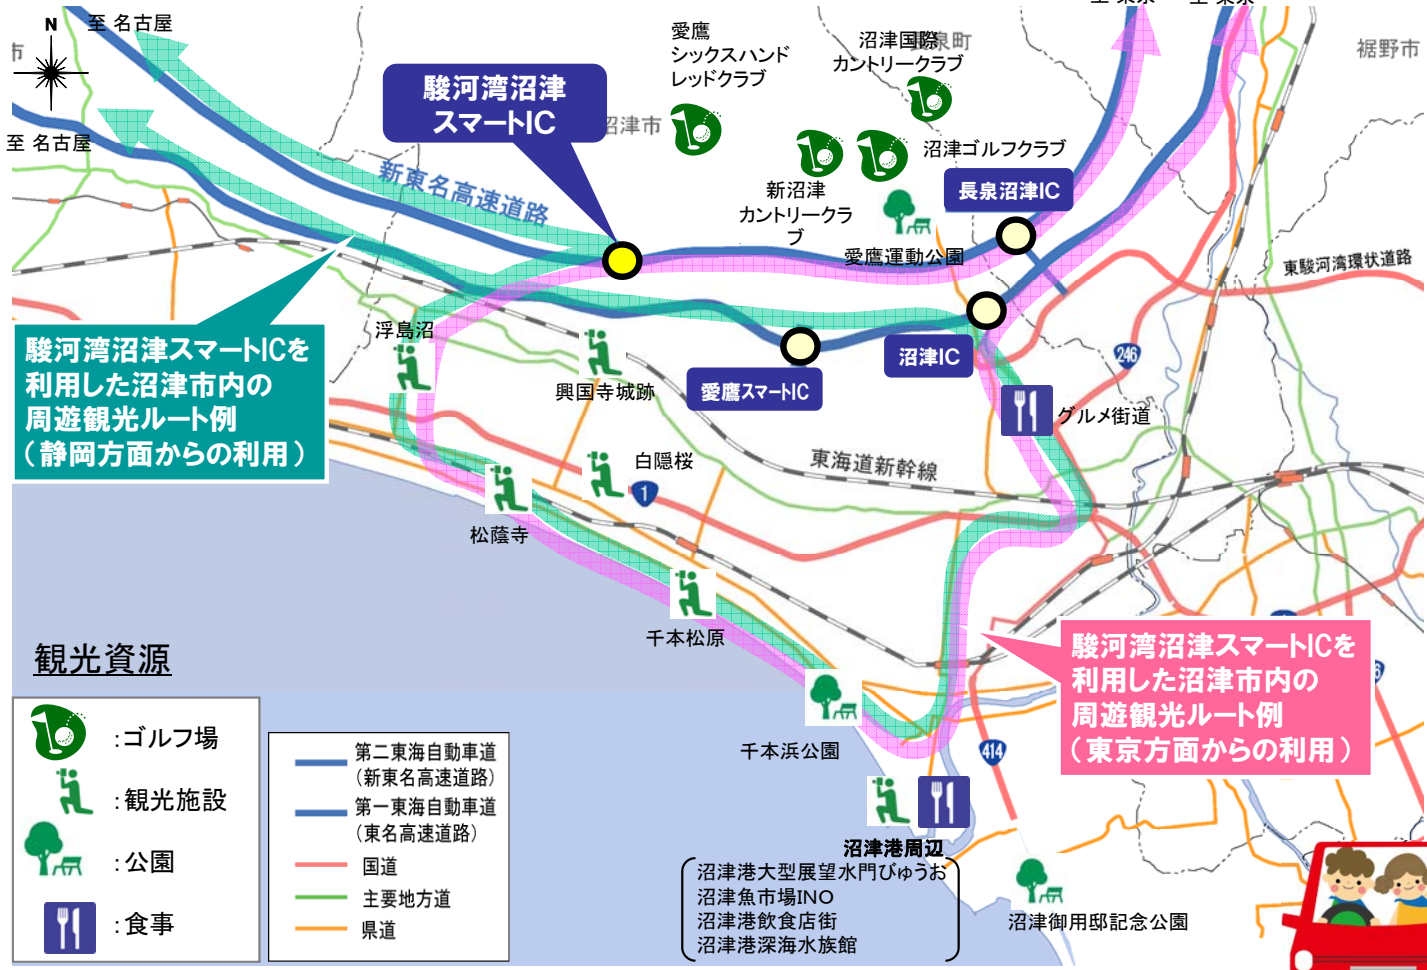 至 名古屋
N
市
至 名古屋
駿河湾沼津
スマートIC
新東名高速道路
愛鷹
シックスハンド
レッドクラブ
沼津市
沼津国際
カントリークラブ
長泉町
至 東京
至 東京
裾野市
新沼津
カントリークラ
ブ
沼津ゴルフクラブ
長泉沼津IC
愛鷹運動公園
東駿河湾環状道路
駿河湾沼津スマートICを
利用した沼津市内の
周遊観光ルート例
(静岡方面からの利用)
浮島沼
興国寺城跡
愛鷹スマートIC
沼津IC
246
グルメ街道
白隠桜
1
東海道新幹線
松蔭寺
千本松原
千本浜公園
414
駿河湾沼津スマートICを
利用した沼津市内の
周遊観光ルート例
(東京方面からの利用)
観光資源
:ゴルフ場
:観光施設
:公園
:食事
第二東海自動車道
(新東名高速道路)
第一東海自動車道
(東名高速道路)
国道
主要地方道
県道
沼津港周辺
沼津港大型展望水門びゅうお
沼津魚市場INO
沼津港飲食店街
沼津港深海水族館
沼津御用邸記念公園